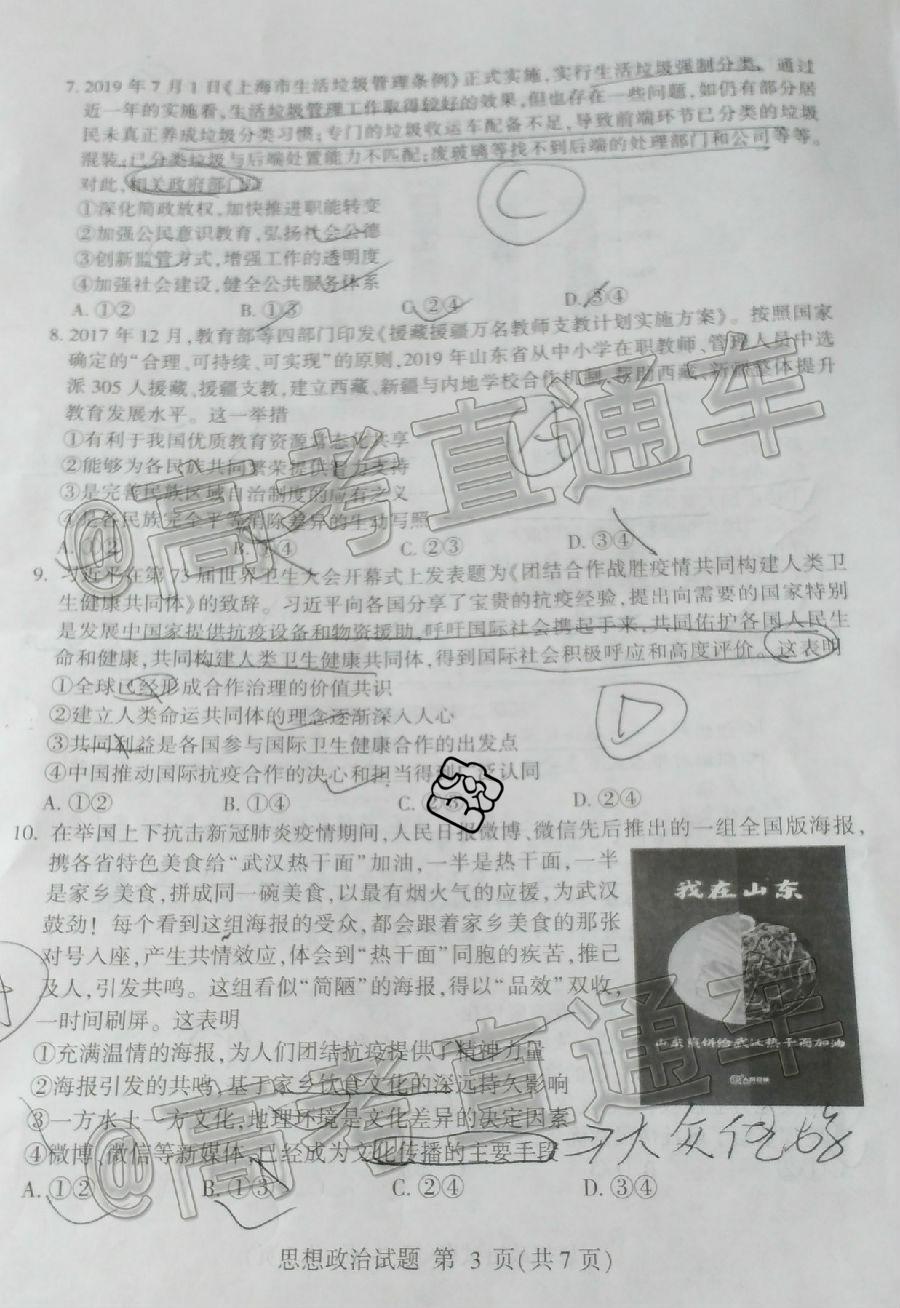 7. 2019 年 7 月 1 日《上海市生活垃圾管理条例》正式实施，实行生活垃圾强制分类。通过
近一年的实施看，生活垃圾管理工作取得较好的效果，但也存在一些问题，如仍有部分居
民未真正养成垃圾分类习惯；专门的垃圾收运车配备不足，导致前端环节已分类的垃圾
混装；已分类垃圾与后端处置能力不匹配；废玻璃等找不到后端的处理部门和公司等等。
对此，相关政府部门应
①深化简政放权，加快推进职能转变
②加强公民意识教育，弘扬社会公德
③创新监管方式，增强工作的透明度
④加强社会建设，健全公共服务体系
A. ①② B. ①③ C. ②④ D. ③④
C
8. 2017 年 12 月，教育部等四部门印发《援藏援疆万名教师支教计划实施方案》。按照国家
确定的“合理、可持续、可实现”的原则，2019 年山东省从中小学在职教师、管理人员中选
派 305 人援藏、援疆支教，建立西藏、新疆与内地学校合作机制，帮助西藏、新疆整体提升
教育发展水平。这一举措
①有利于我国优质教育资源 共享
②能够为各民族共同繁荣提供智力支持
③是完善民族区域自治制度的应有之义
④是各民族完全平等消除差异的生动写照
A. ①② B. ①④ C. ②③ D. ③④
9. 习近平在第 73 届世界卫生大会开幕式上发表题为《团结合作战胜疫情共同构建人类卫
生健康共同体》的致辞。习近平向各国分享了宝贵的抗疫经验，提出向需要的国家特别
是发展中国家提供抗疫设备和物资援助，呼吁国际社会携起手来，共同佑护各国人民生
命和健康，共同构建人类卫生健康共同体，得到国际社会积极呼应和高度评价。这表明
①全球已经形成合作治理的价值共识
②建立人类命运共同体的理念逐渐深入人心
③共同利益是各国参与国际卫生健康合作的出发点
④中国推动国际抗疫合作的决心和担当得到广泛认同
A. ①② B. ①④ C. ②③ D. ②④
D
10. 在举国上下抗击新冠肺炎疫情期间，人民日报微博、微信先后推出的一组全国版海报，
携各省特色美食给“武汉热干面”加油，一半是热干面，一半
是家乡美食，拼成同一碗美食，以最有烟火气的应援，为武汉
鼓劲！每个看到这组海报的受众，都会跟着家乡美食的那张
对号入座，产生共情效应，体会到“热干面”同胞的疾苦，推己
及人，引发共鸣。这组看似“简陋”的海报，得以“品效”双收，
一时间刷屏。这表明
我在山东
山东煎饼给武汉热干面加油
①充满温情的海报，为人们团结抗疫提供了精神力量
②海报引发的共鸣，基于家乡饮食文化的深远持久影响
③一方水土一方文化，地理环境是文化差异的决定因素
④微博、微信等新媒体，已经成为文化传播的主要手段
⇒大众传媒
A. ①② B. ①③ C. ②④ D. ③④
@高考直通车
@高考直通车
思想政治试题 第 3 页(共 7 页)